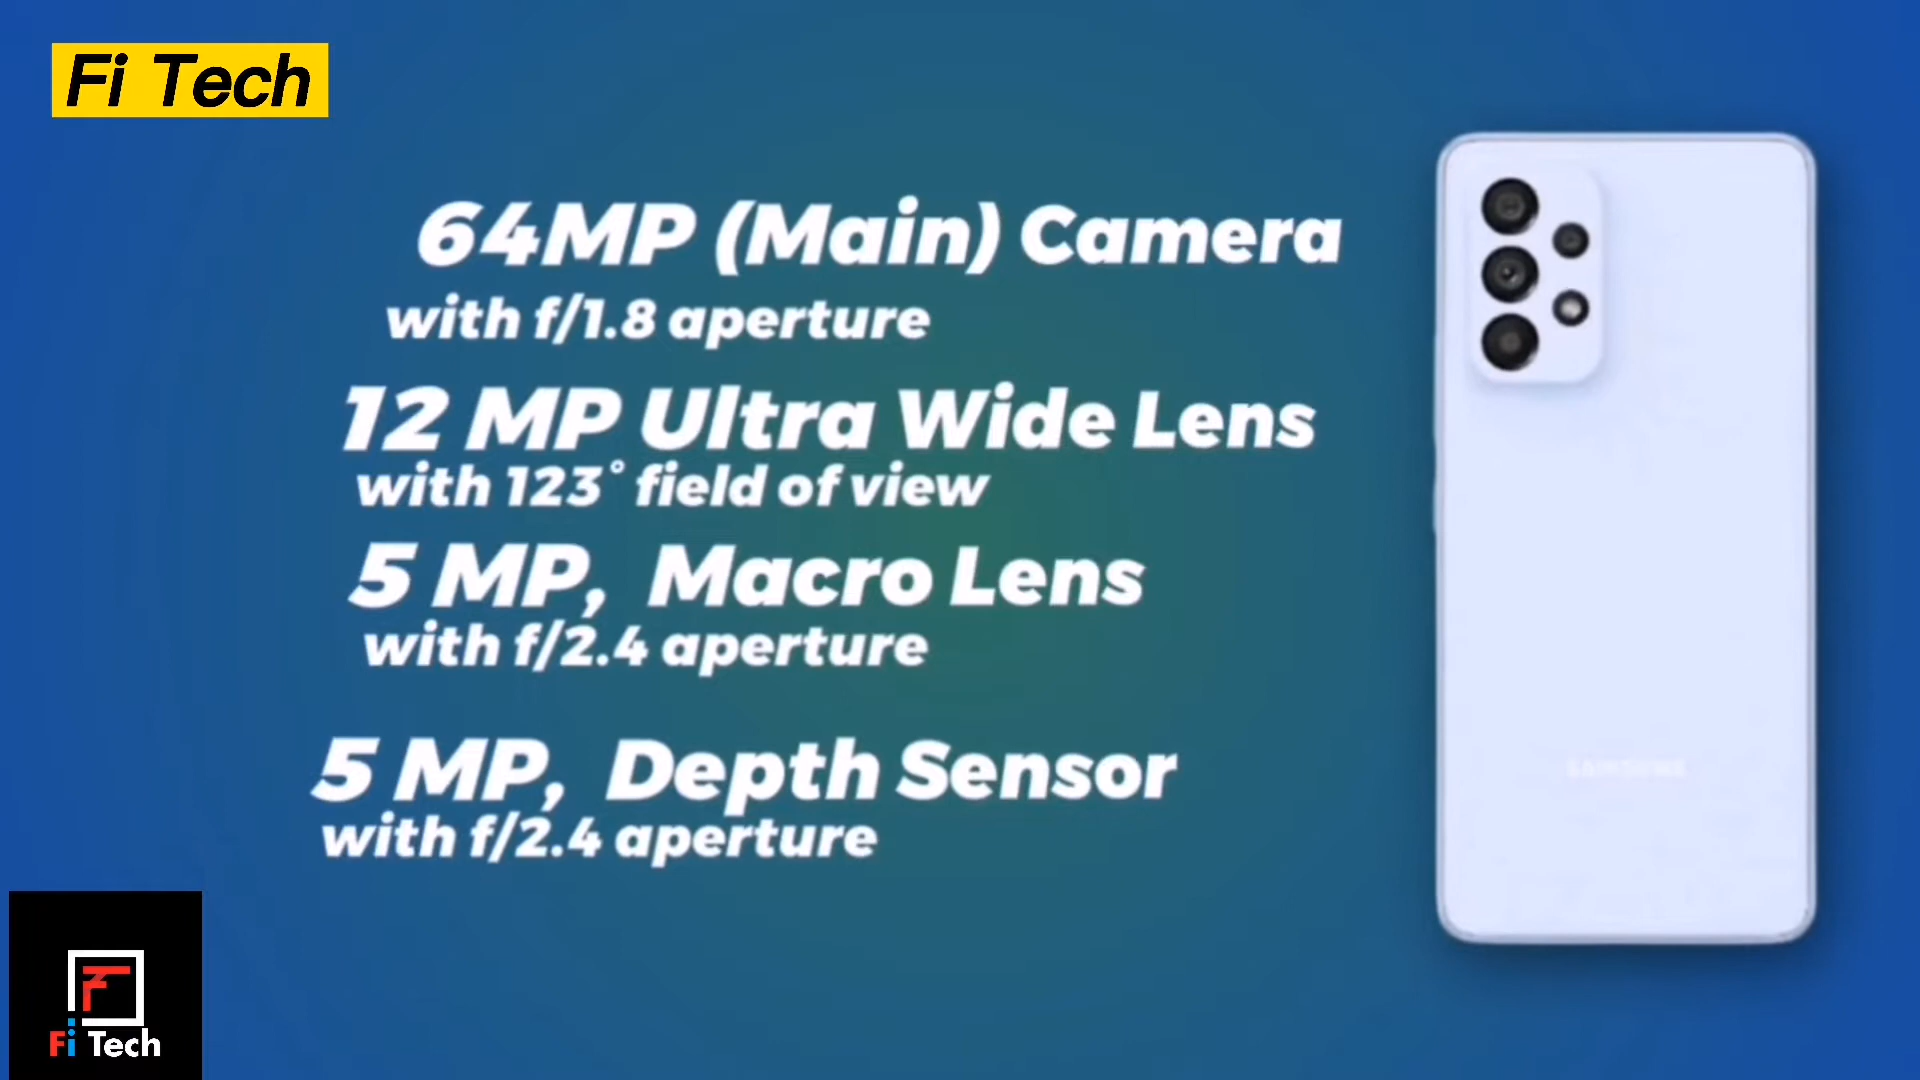 Fi Tech
64MP (Main) Camera
with f/1.8 aperture
12 MP Ultra Wide Lens
with 123° field of view
5 MP, Macro Lens
with f/2.4 aperture
5 MP, Depth Sensor
with f/2.4 aperture
SAMSUNG
Fi Tech